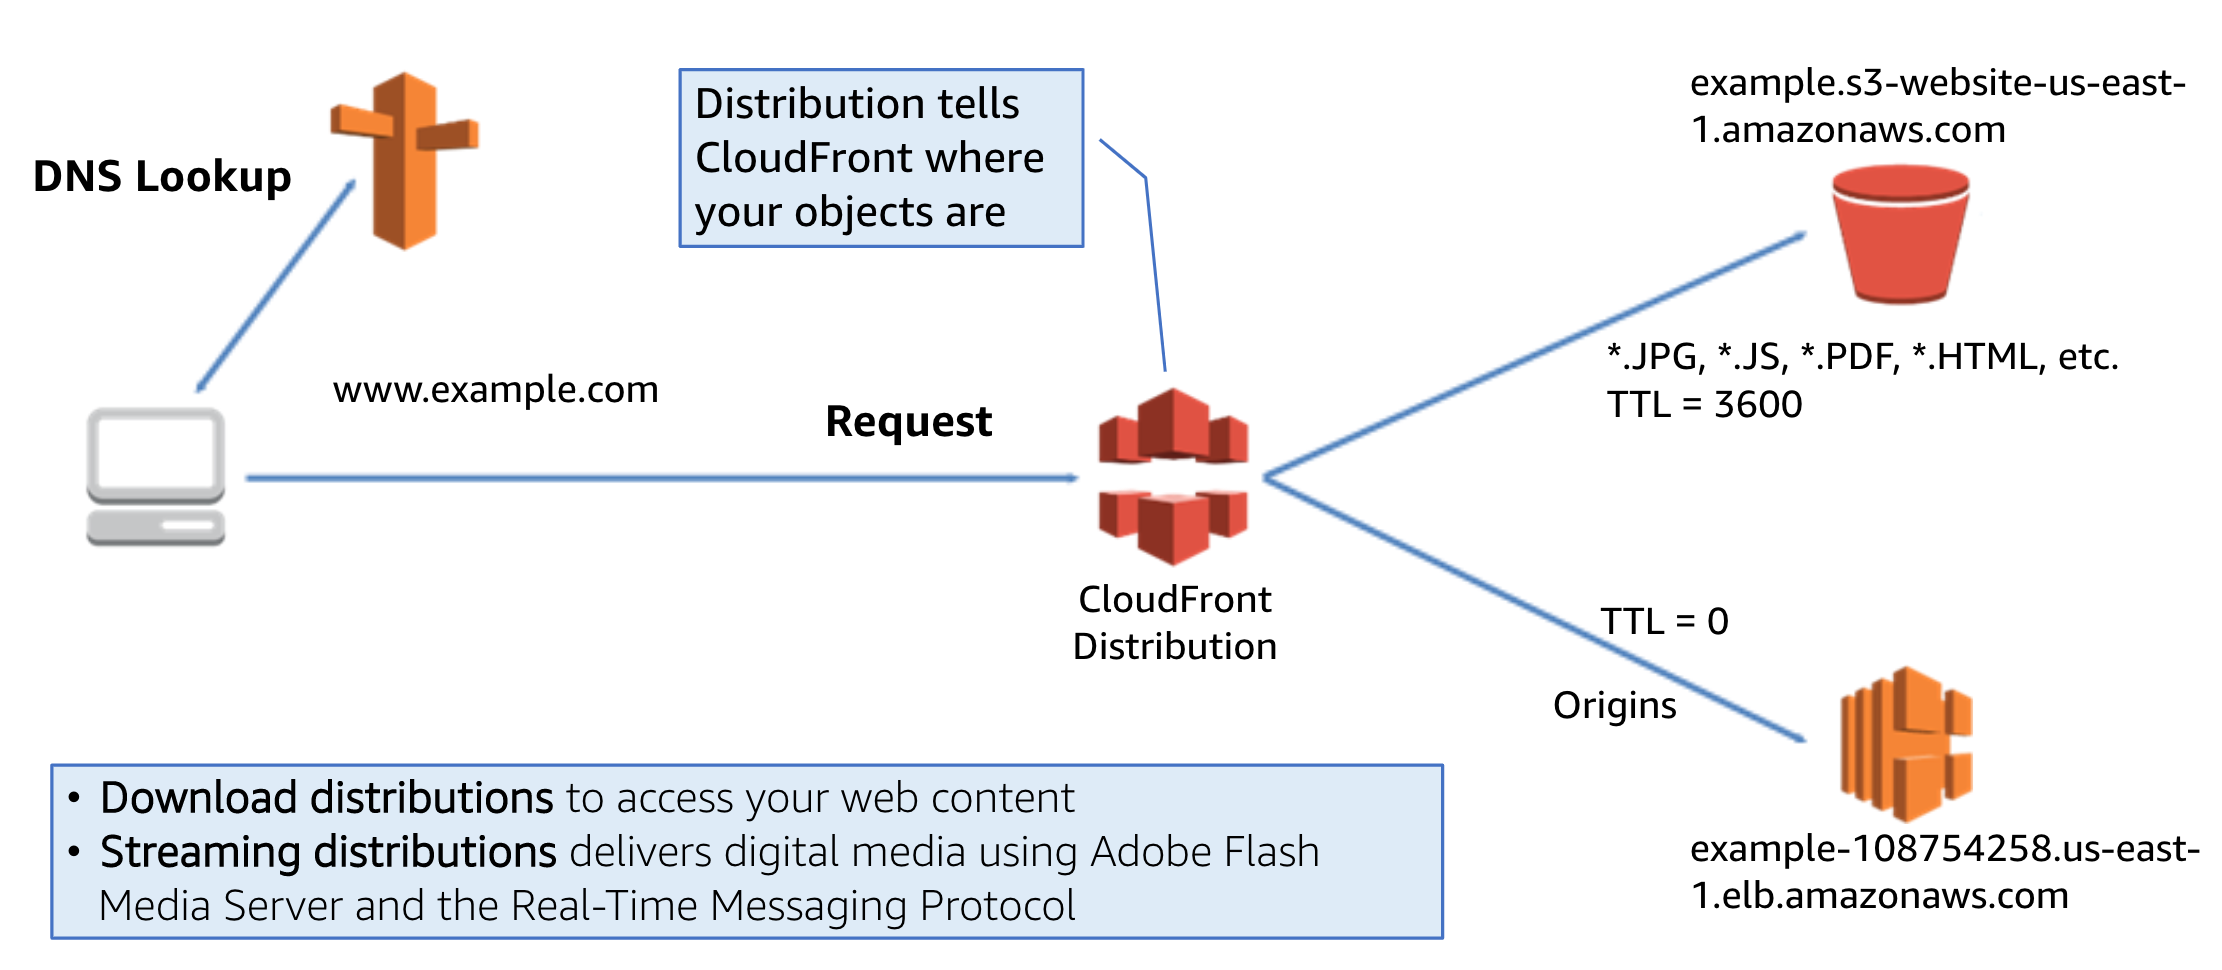 DNS Lookup
Distribution tells
CloudFront where
your objects are
example.s3-website-us-east-
1.amazonaws.com
*.JPG, *.JS, *.PDF, *.HTML, etc.
TTL = 3600
www.example.com
Request
CloudFront
Distribution
TTL = 0
Origins
example-108754258.us-east-
1.elb.amazonaws.com
• Download distributions to access your web content
• Streaming distributions delivers digital media using Adobe Flash
Media Server and the Real-Time Messaging Protocol